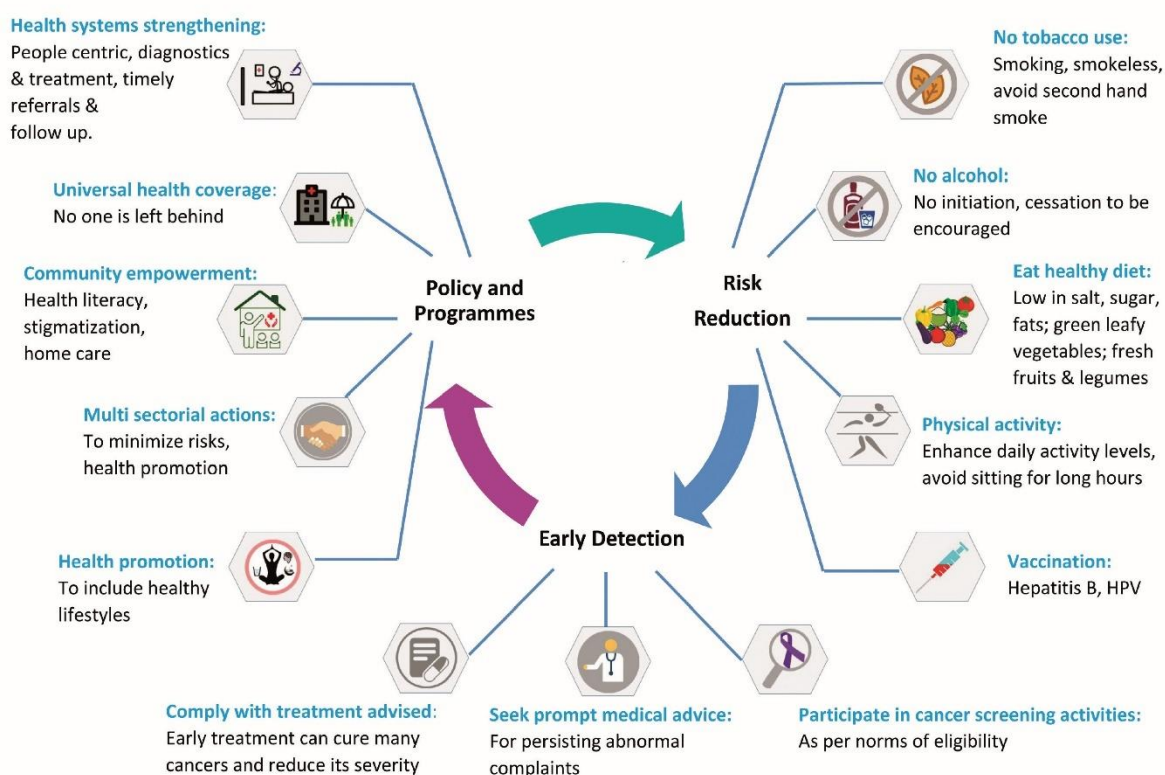 Health systems strengthening:
People centric, diagnostics
& treatment, timely
referrals &
follow up.
Universal health coverage:
No one is left behind
Community empowerment:
Health literacy,
stigmatization,
home care
Multi sectorial actions:
To minimize risks,
health promotion
Health promotion:
To include healthy
lifestyles
Policy and
Programmes
Risk
Reduction
Early Detection
No tobacco use:
Smoking, smokeless,
avoid second hand
smoke
No alcohol:
No initiation, cessation to be
encouraged
Eat healthy diet:
Low in salt, sugar,
fats; green leafy
vegetables; fresh
fruits & legumes
Physical activity:
Enhance daily activity levels,
avoid sitting for long hours
Vaccination:
Hepatitis B, HPV
Comply with treatment advised:
Early treatment can cure many
cancers and reduce its severity
Seek prompt medical advice:
For persisting abnormal
complaints
Participate in cancer screening activities:
As per norms of eligibility